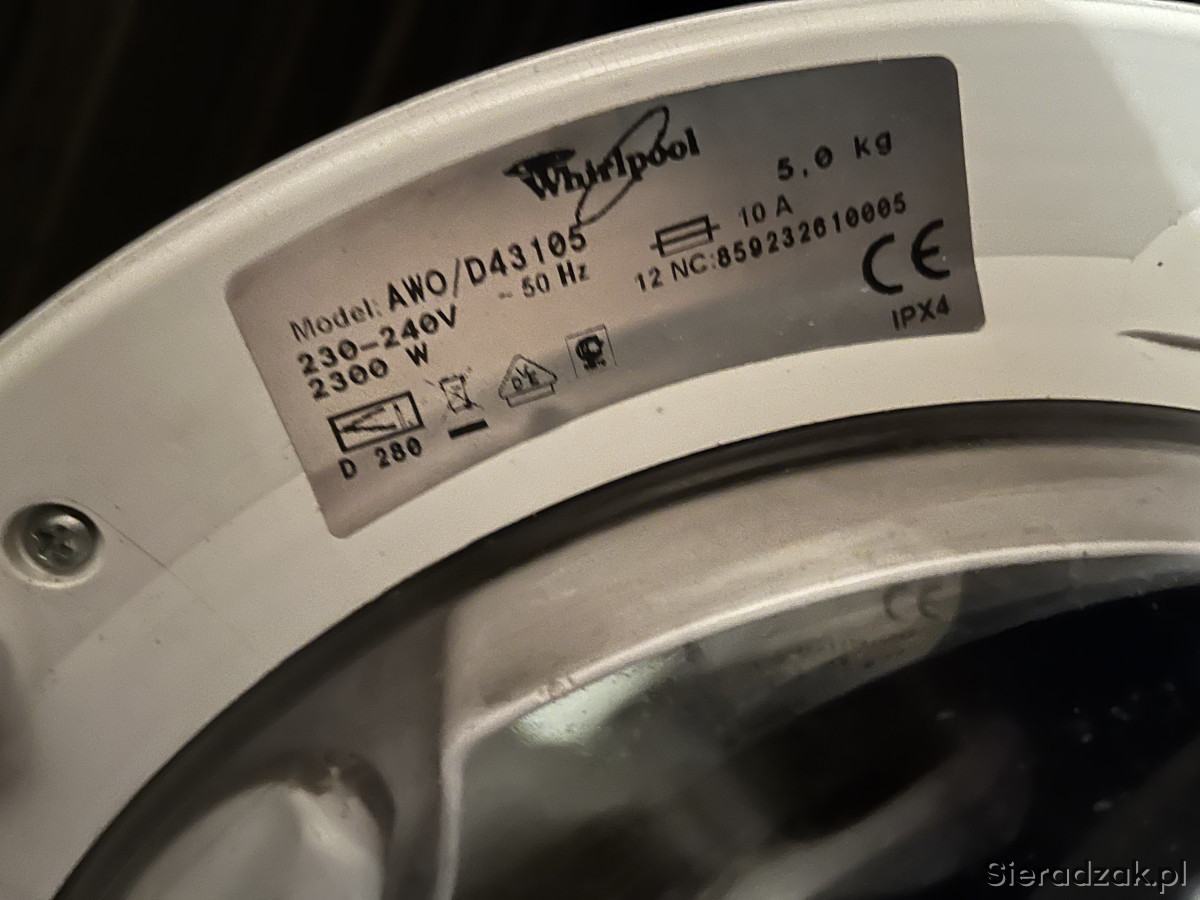 Whirlpool
5.0 kg
Model: AWO/D43105
10 A
230-240V ~ 50 Hz
12 NC:859232610005
2300 W
CE
IPX4
D 280
DVE
CE
Sieradzak.pl